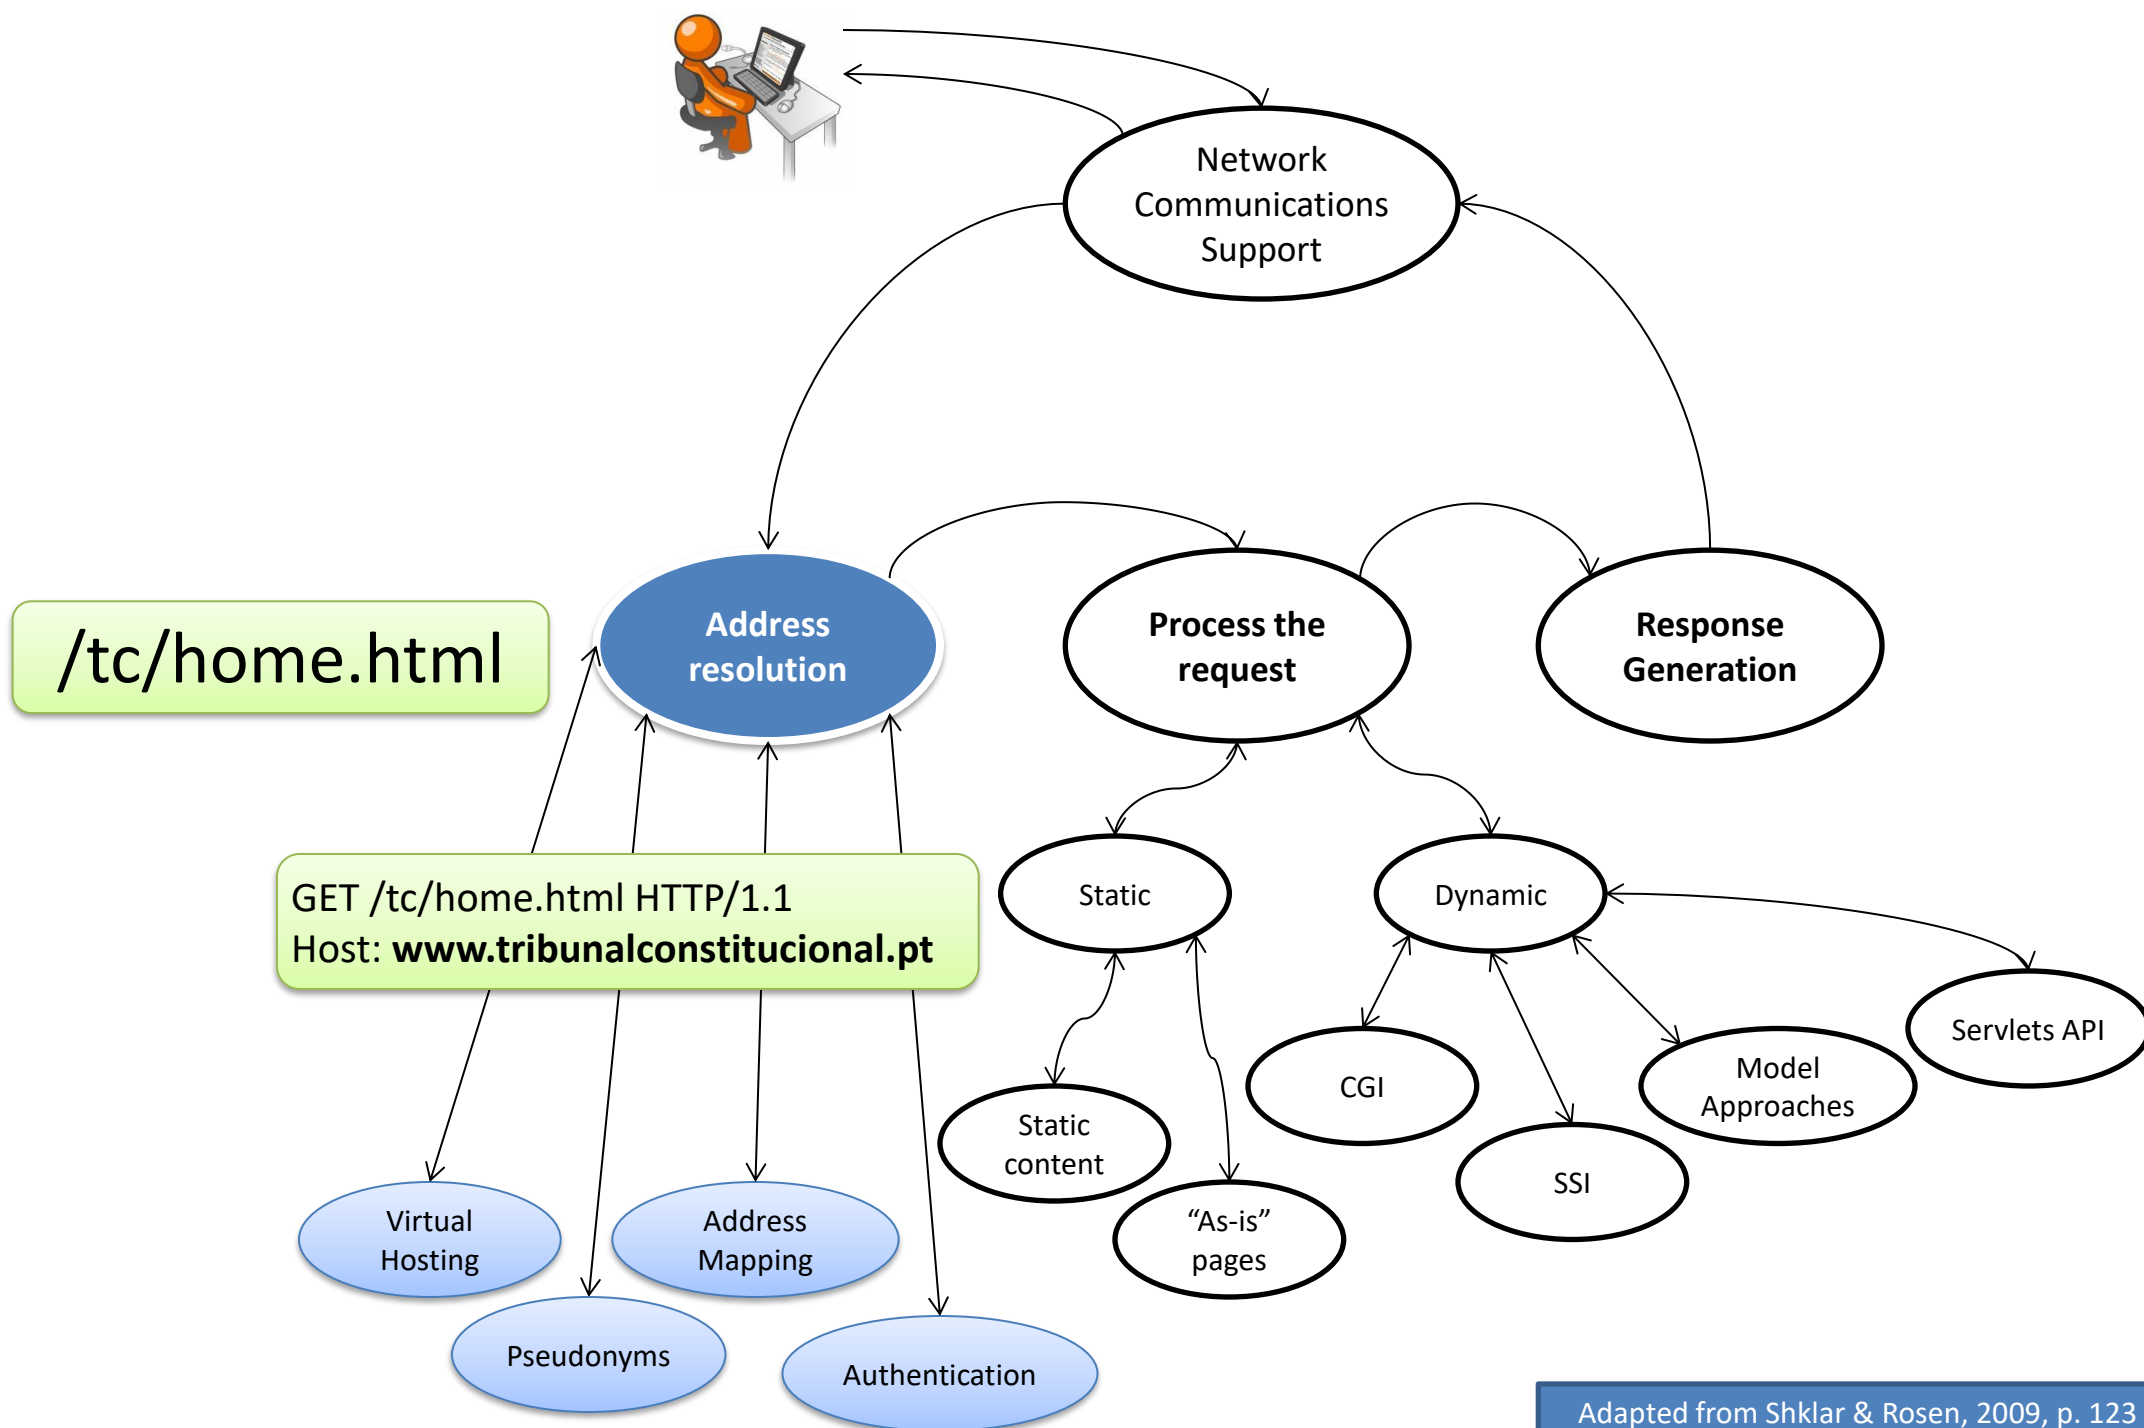 Network
Communications
Support
Address
resolution
Process the
request
Response
Generation
/tc/home.html
GET /tc/home.html HTTP/1.1
Host: www.tribunalconstitucional.pt
Static
Dynamic
Servlets API
Model
Approaches
CGI
SSI
Static
content
“As-is”
pages
Virtual
Hosting
Address
Mapping
Pseudonyms
Authentication
Adapted from Shklar & Rosen, 2009, p. 123